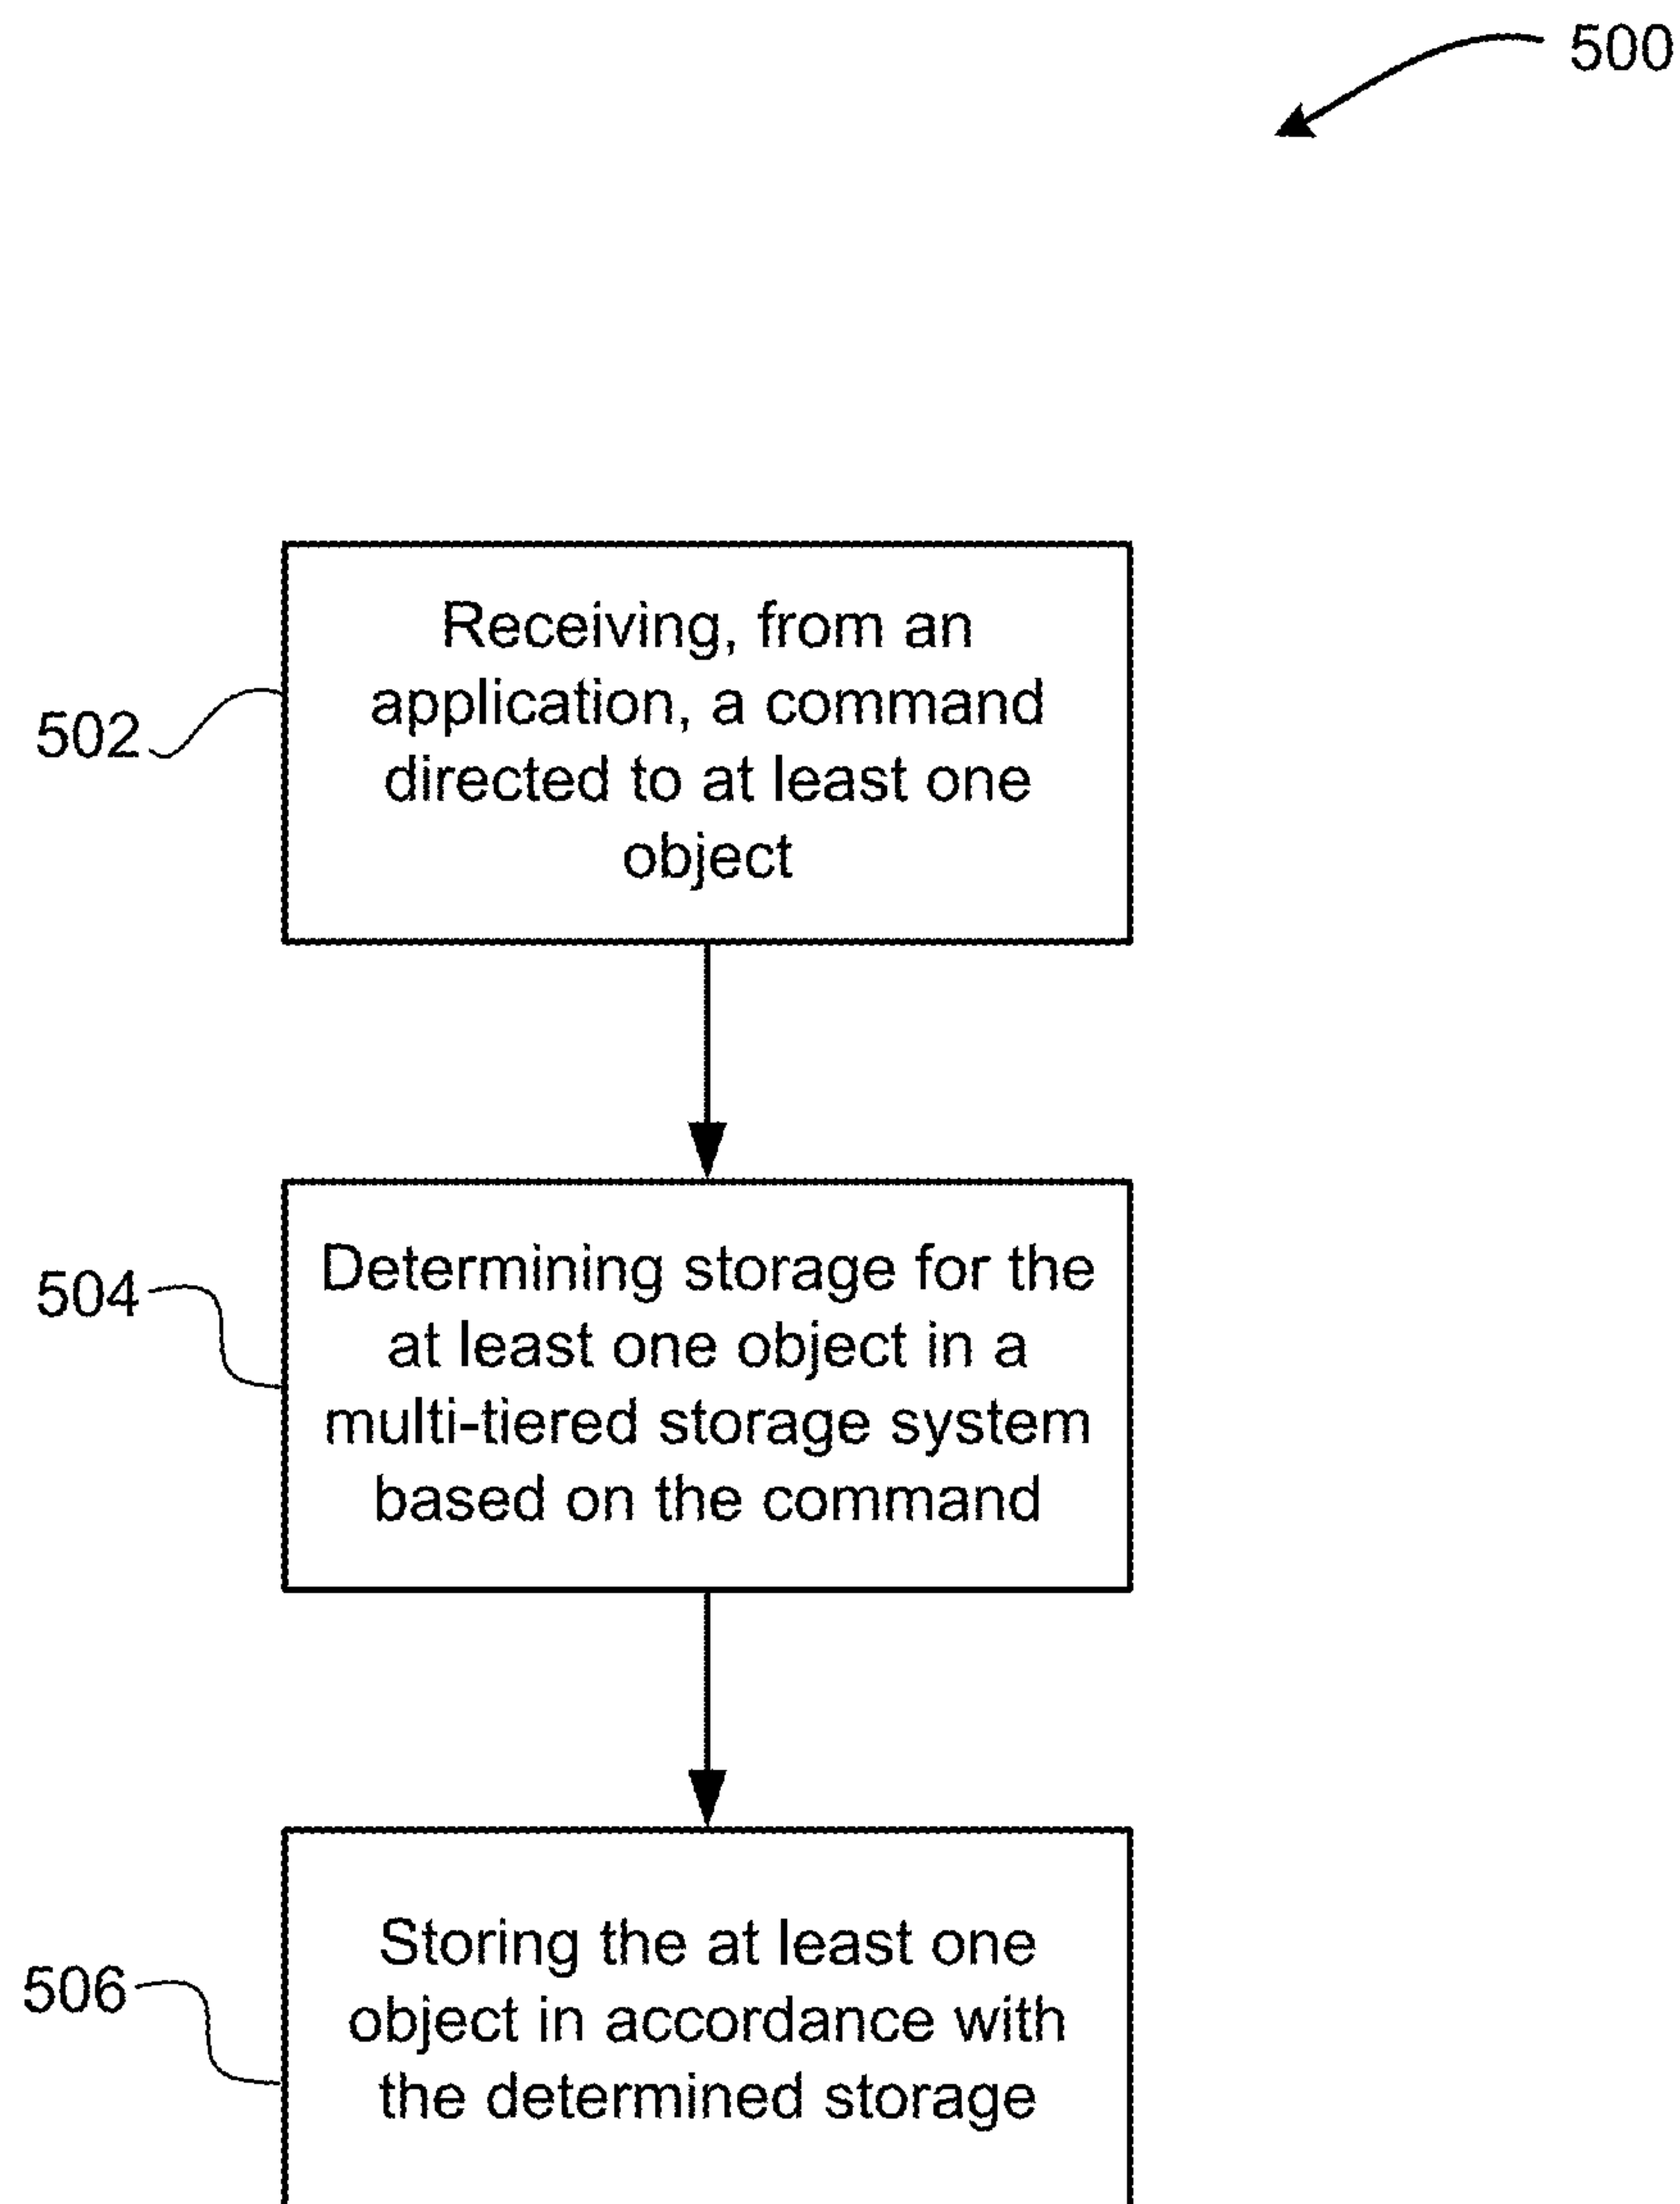 500
502
Receiving, from an
application, a command
directed to at least one
object
504
Determining storage for the
at least one object in a
multi-tiered storage system
based on the command
506
Storing the at least one
object in accordance with
the determined storage